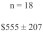 n = 18
$555 ± 207